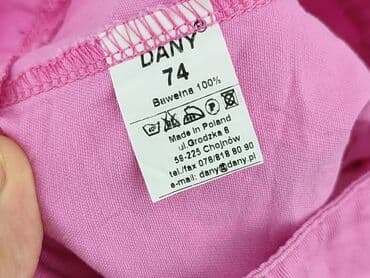 DANY®
74
Bawełna 100%
Made in Poland
ul.Grodzka 8
59-225 Chojnów
tel./fax 076/818 80 90
e-mail: dany@dany.pl